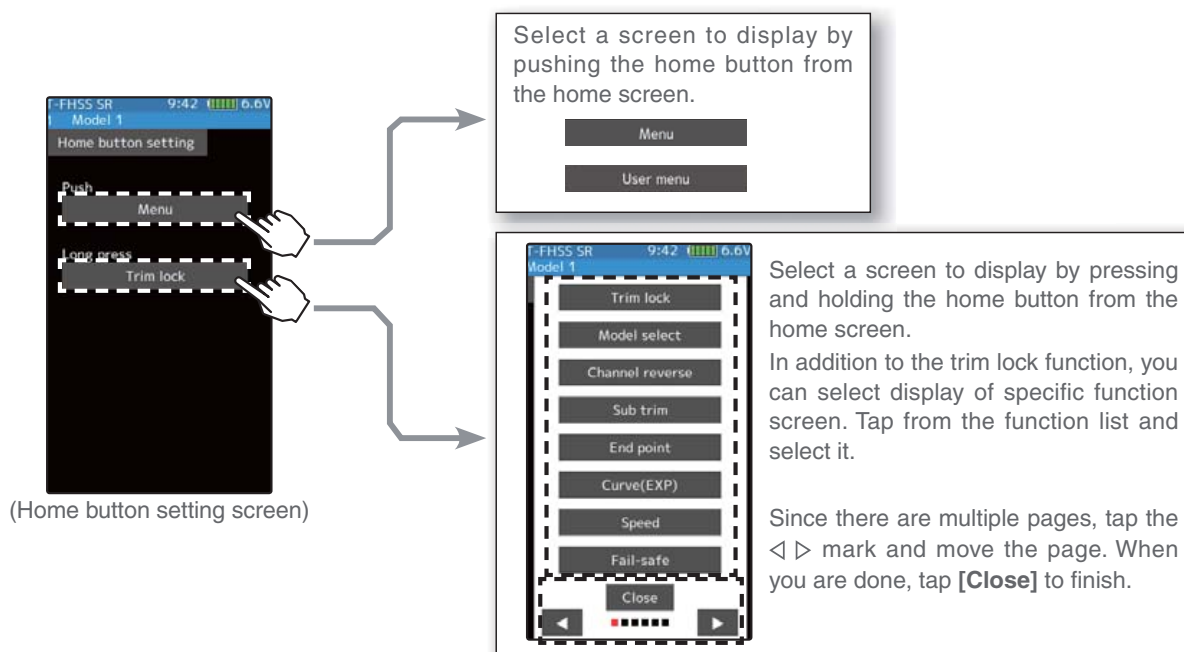 T-FHSS SR 9:42 6.6V
1 Model 1
Home button setting
Push
Menu
Long press
Trim lock
(Home button setting screen)
Select a screen to display by
pushing the home button from
the home screen.
Menu
User menu
T-FHSS SR 9:42 6.6V
Model 1
Trim lock
Model select
Channel reverse
Sub trim
End point
Curve(EXP)
Speed
Fail-safe
Close
◀ ▶
Select a screen to display by pressing
and holding the home button from the
home screen.
In addition to the trim lock function, you
can select display of specific function
screen. Tap from the function list and
select it.
Since there are multiple pages, tap the
◁ ▷ mark and move the page. When
you are done, tap [Close] to finish.